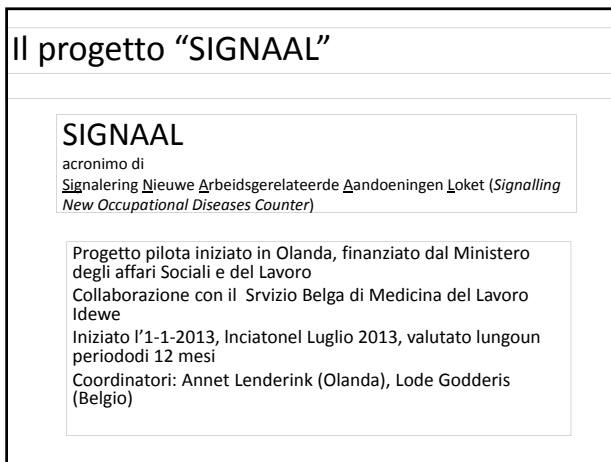 Il progetto “SIGNAAL”
SIGNAAL
acronimo di
Signalering Nieuwe Arbeidsgerelateerde Aandoeningen Loket (Signalling
New Occupational Diseases Counter)
Progetto pilota iniziato in Olanda, finanziato dal Ministero
degli affari Sociali e del Lavoro
Collaborazione con il Srvizio Belga di Medicina del Lavoro
Idewe
Iniziato l’1-1-2013, lnciatonel Luglio 2013, valutato lungoun
periododi 12 mesi
Coordinatori: Annet Lenderink (Olanda), Lode Godderis
(Belgio)